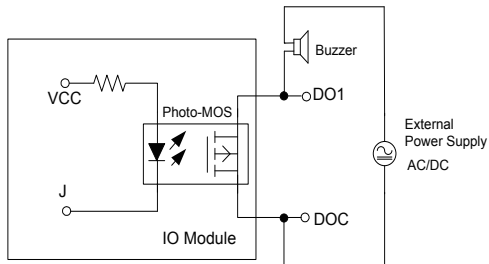 Buzzer
DO1
VCC
Photo-MOS
External
Power Supply
AC/DC
J
DOC
IO Module